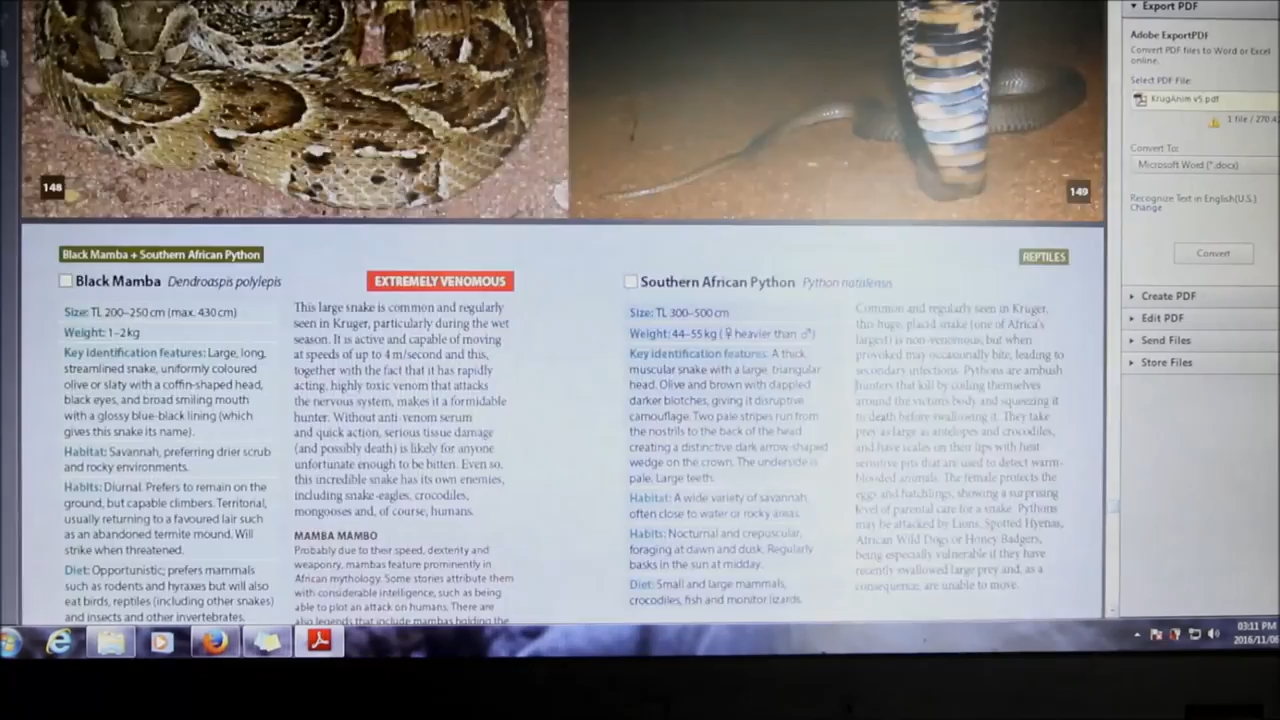 148
149
Black Mamba + Southern African Python
Black Mamba Dendroaspis polylepis
EXTREMELY VENOMOUS
Size: TL 200–250 cm (max. 430 cm)
Weight: 1–2 kg
Key identification features: Large, long,
streamlined snake, uniformly coloured
olive or slaty with a coffin-shaped head,
black eyes, and broad smiling mouth
with a glossy blue-black lining (which
gives this snake its name).
Habitat: Savannah, preferring drier scrub
and rocky environments.
Habits: Diurnal. Prefers to remain on the
ground, but capable climbers. Territorial,
usually returning to a favoured lair such
as an abandoned termite mound. Will
strike when threatened.
Diet: Opportunistic; prefers mammals
such as rodents and hyraxes but will also
eat birds, reptiles (including other snakes)
and insects and other invertebrates.
This large snake is common and regularly
seen in Kruger, particularly during the wet
season. It is active and capable of moving
at speeds of up to 4 m/second and this,
together with the fact that it has rapidly
acting, highly toxic venom that attacks
the nervous system, makes it a formidable
hunter. Without anti-venom serum
and quick action, serious tissue damage
(and possibly death) is likely for anyone
unfortunate enough to be bitten. Even so,
this incredible snake has its own enemies,
including snake-eagles, crocodiles,
mongooses and, of course, humans.
MAMBA MAMBO
Probably due to their speed, dexterity and
weaponry, mambas feature prominently in
African mythology. Some stories attribute them
with considerable intelligence, such as being
able to plot an attack on humans. There are
also legends that include mambas holding the
REPTILES
Southern African Python Python natalensis
Size: TL 300–500 cm
Weight: 44–55 kg (♀ heavier than ♂)
Key identification features: A thick,
muscular snake with a large, triangular
head. Olive and brown with dappled
darker blotches, giving it disruptive
camouflage. Two pale stripes run from
the nostrils to the back of the head
creating a distinctive dark arrow-shaped
wedge on the crown. The underside is
pale. Large teeth.
Habitat: A wide variety of savannah,
often close to water or rocky areas.
Habits: Nocturnal and crepuscular,
foraging at dawn and dusk. Regularly
basks in the sun at midday.
Diet: Small and large mammals,
crocodiles, fish and monitor lizards.
Common and regularly seen in Kruger,
this huge, placid snake (one of Africa's
largest) is non-venomous, but when
provoked may occasionally bite, leading to
secondary infections. Pythons are ambush
hunters that kill by coiling themselves
around the victim's body and squeezing it
to death before swallowing it. They take
prey as large as antelopes and crocodiles,
and have scales on their lips with heat-
sensitive pits that are used to detect warm-
blooded animals. The female protects the
eggs and hatchlings, showing a surprising
level of parental care for a snake. Pythons
may be attacked by Lions, Spotted Hyenas,
African Wild Dogs or Honey Badgers,
being especially vulnerable if they have
recently swallowed large prey and, as a
consequence, are unable to move.
Export PDF
Adobe ExportPDF
Convert PDF files to Word or Excel
online.
Select PDF File:
KrugAnim v5.pdf
1 file / 270.4
Convert To:
Microsoft Word (*.docx)
Recognize Text in English(U.S.)
Change
Convert
Create PDF
Edit PDF
Send Files
Store Files
03:11 PM
2016/11/06